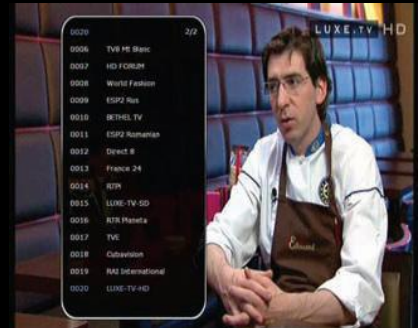 0020 2/2
LUXE.TV HD
0006 TV8 Mt Blanc
0007 HD FORUM
0008 World Fashion
0009 ESP2 Rus
0010 BETHEL TV
0011 ESP2 Romanian
0012 Direct 8
0013 France 24
0014 RTPi
0015 LUXE-TV-SD
0016 RTR Planeta
0017 TVE
0018 Cubavision
0019 RAI International
0020 LUXE-TV-HD
Edouard